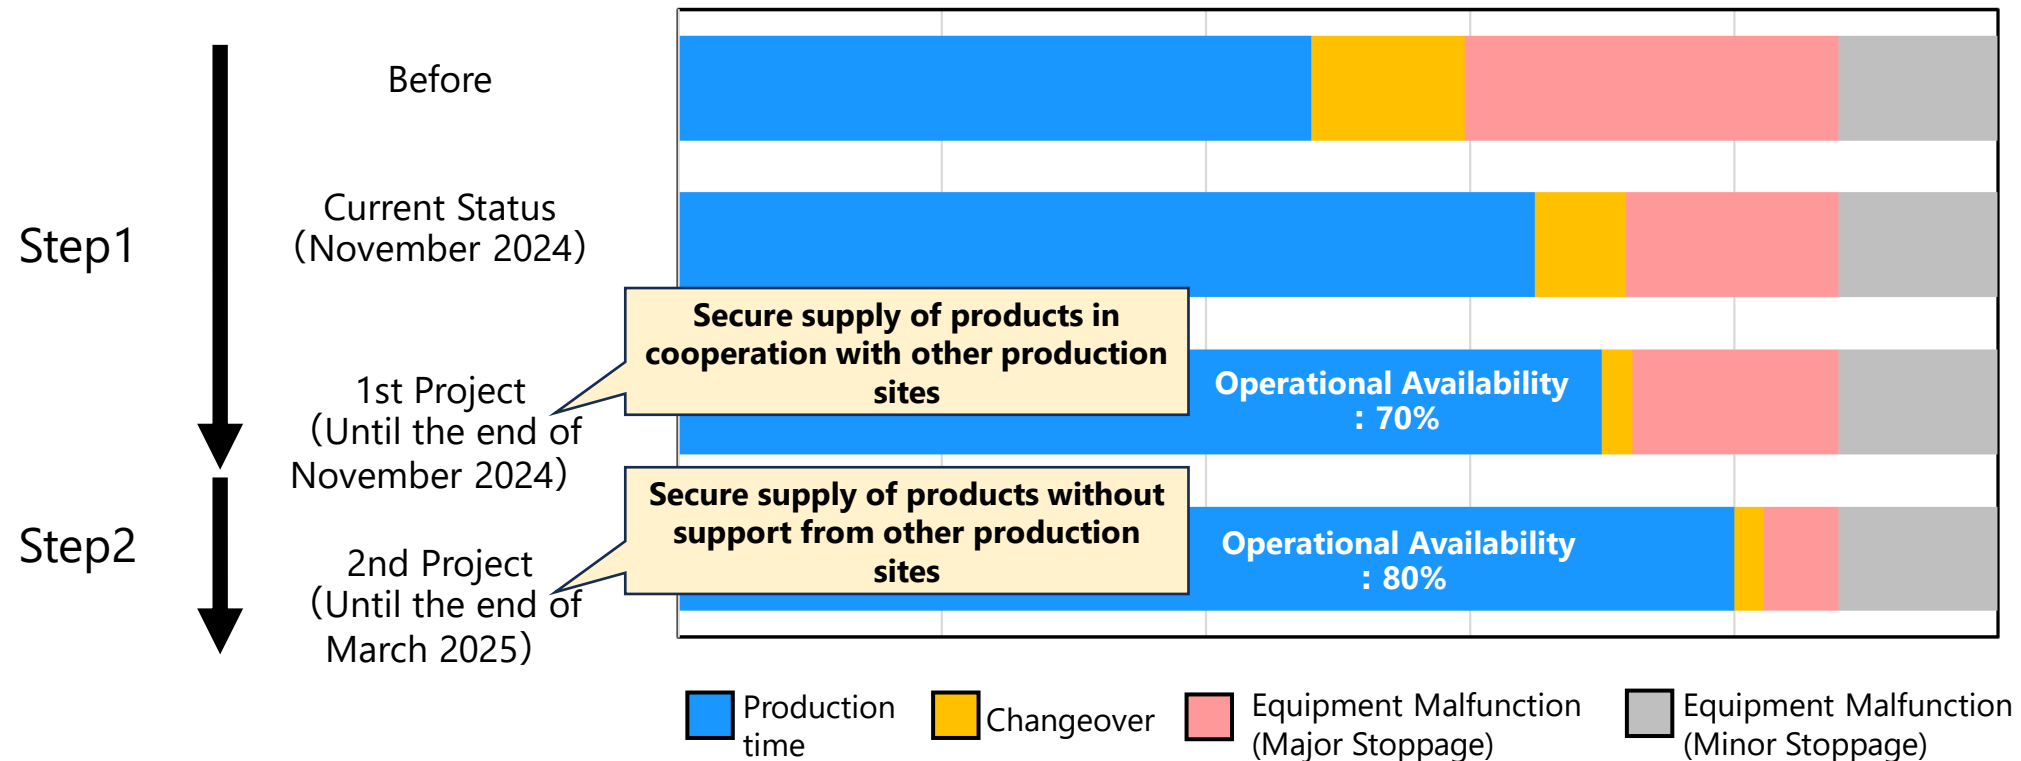 Before
Step1
Current Status
（November 2024）
Secure supply of products in
cooperation with other production
sites
1st Project
（Until the end of
November 2024）
Operational Availability
：70%
Step2
Secure supply of products without
support from other production
sites
2nd Project
（Until the end of
March 2025）
Operational Availability
：80%
Production
time
Changeover
Equipment Malfunction
(Major Stoppage)
Equipment Malfunction
(Minor Stoppage)